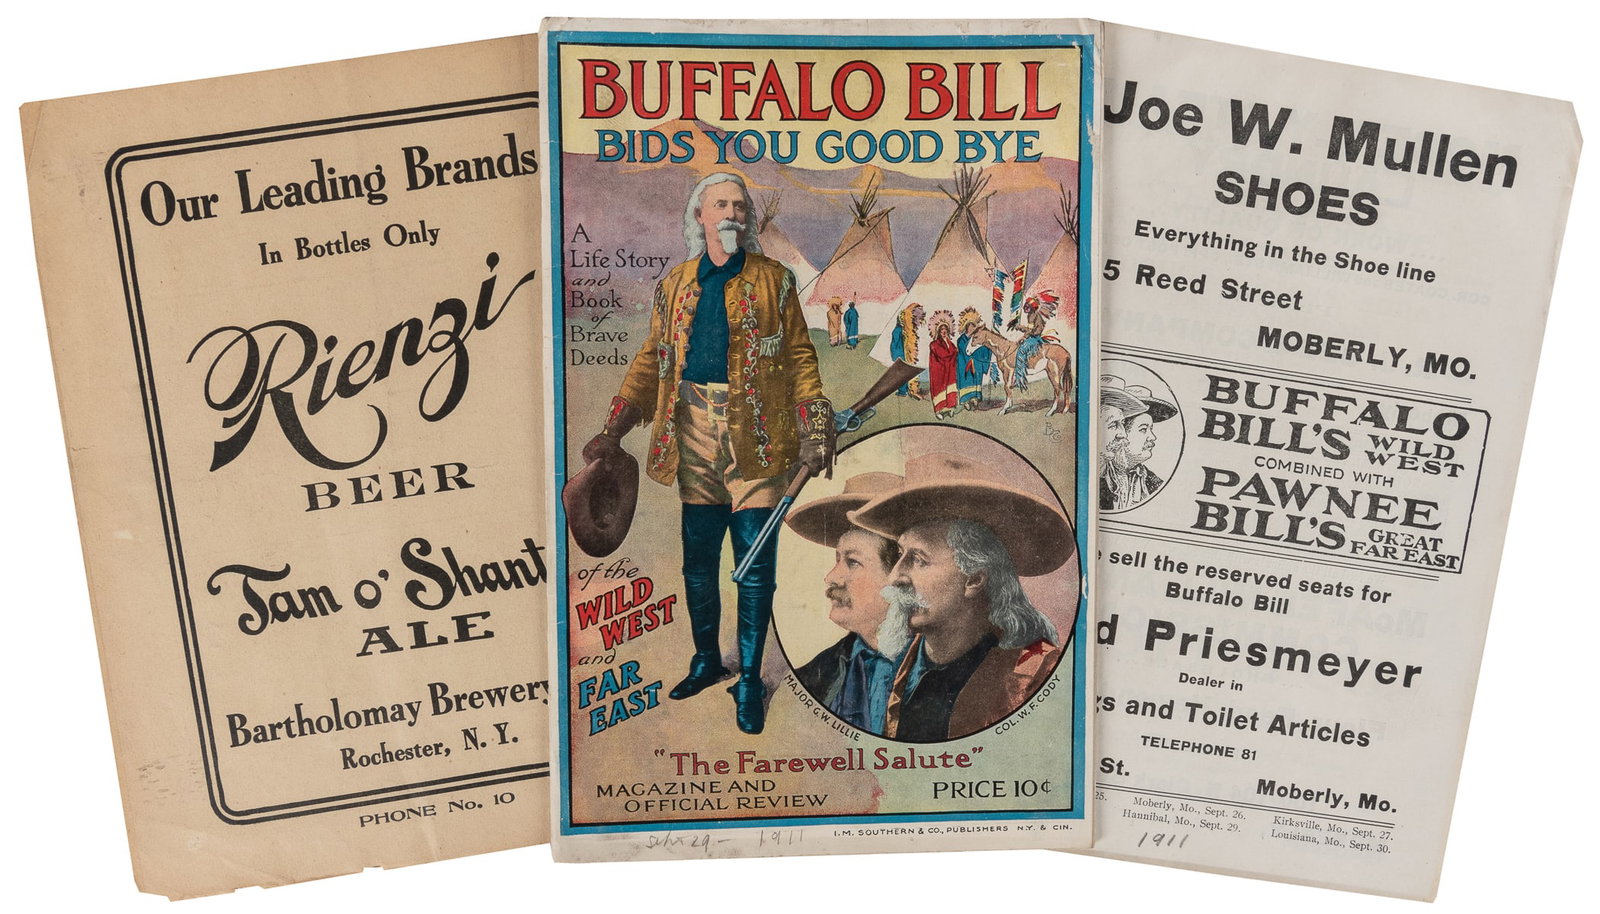 Our Leading Brands
In Bottles Only
Rienzi
BEER
Tam o' Shant
ALE
Bartholomay Brewery
Rochester, N. Y.
PHONE No. 10
BUFFALO BILL
BIDS YOU GOOD BYE
A
Life Story
and
Book
of
Brave
Deeds
of the
WILD
WEST
and
FAR
EAST
MAJOR G.W. LILLIE
COL. W. F. CODY
"The Farewell Salute"
MAGAZINE AND
OFFICIAL REVIEW
PRICE 10¢
I. M. SOUTHERN & CO., PUBLISHERS N.Y. & CIN.
29 - 1911
Joe W. Mullen
SHOES
Everything in the Shoe line
5 Reed Street
MOBERLY, MO.
BUFFALO
BILL'S WILD WEST
COMBINED WITH
PAWNEE
BILL'S GREAT FAR EAST
e sell the reserved seats for
Buffalo Bill
d Priesmeyer
Dealer in
gs and Toilet Articles
TELEPHONE 81
St.
Moberly, Mo.
25. Moberly, Mo., Sept. 26. Kirksville, Mo., Sept. 27.
Hannibal, Mo., Sept. 29. Louisiana, Mo., Sept. 30.
1911